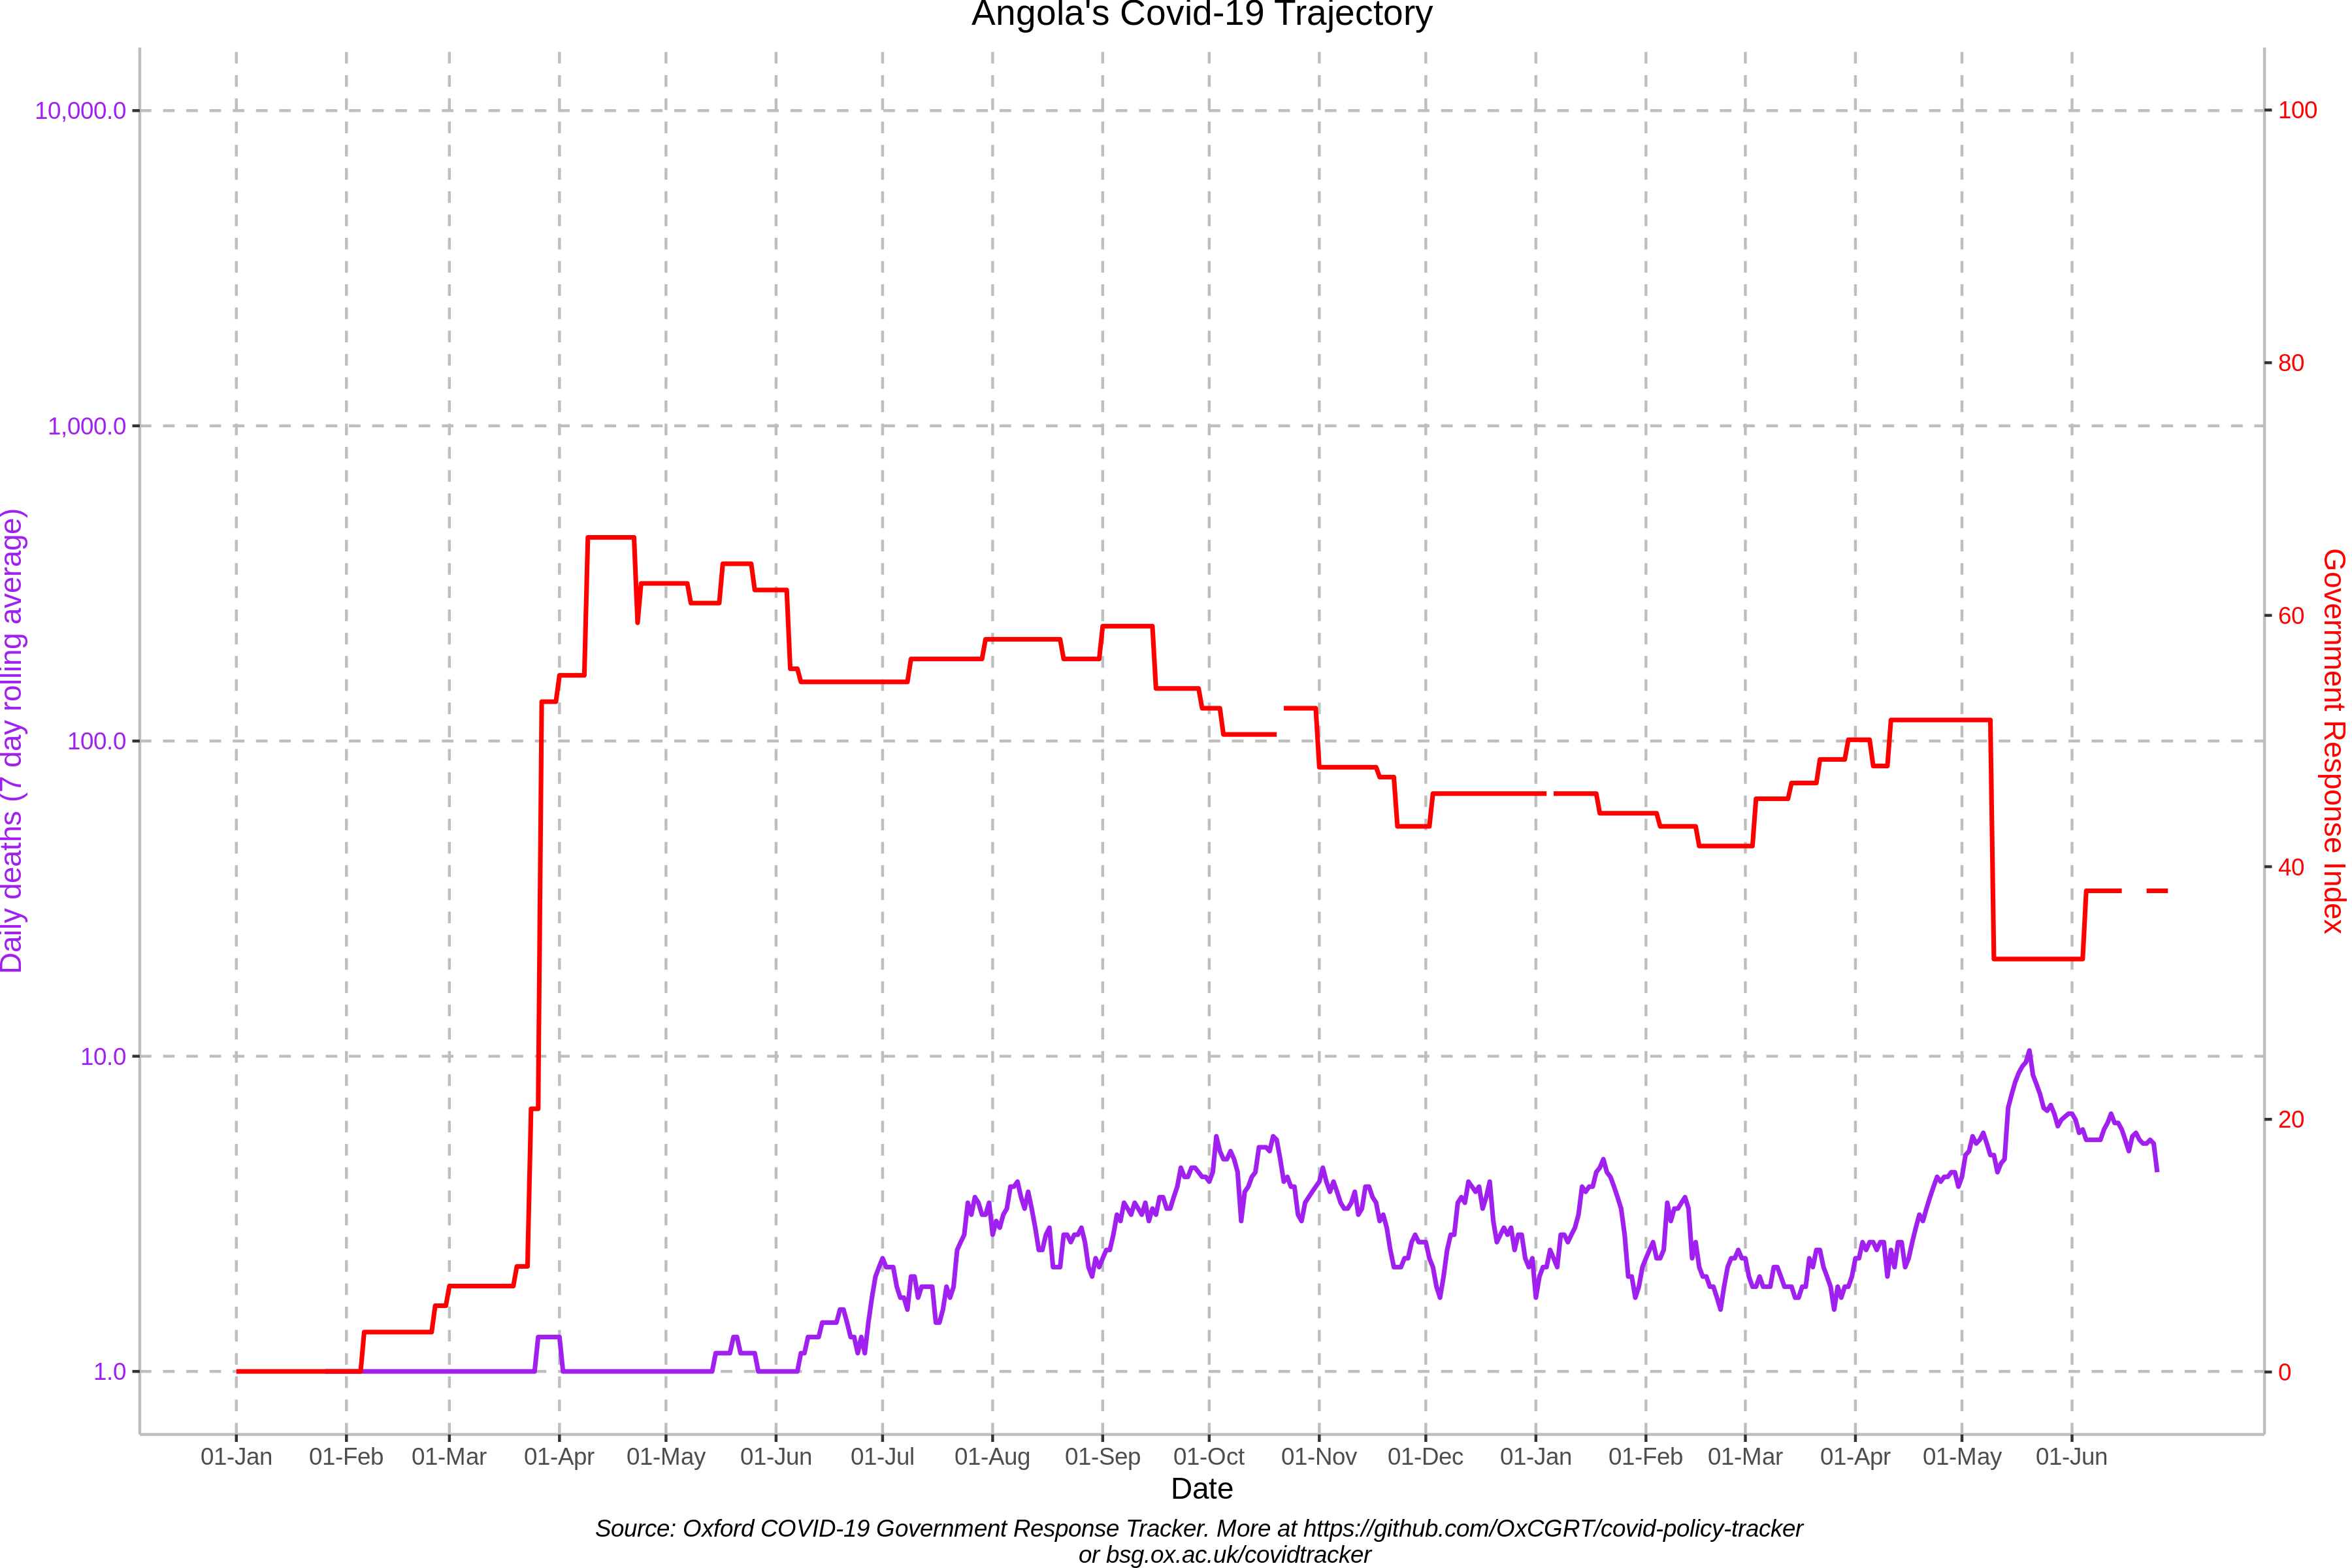 Angola's Covid-19 Trajectory
10,000.0
1,000.0
100.0
10.0
1.0
Daily deaths (7 day rolling average)
100
80
60
40
20
0
Government Response Index
01-Jan 01-Feb 01-Mar 01-Apr 01-May 01-Jun 01-Jul 01-Aug 01-Sep 01-Oct 01-Nov 01-Dec 01-Jan 01-Feb 01-Mar 01-Apr 01-May 01-Jun
Date
Source: Oxford COVID-19 Government Response Tracker. More at https://github.com/OxCGRT/covid-policy-tracker
or bsg.ox.ac.uk/covidtracker